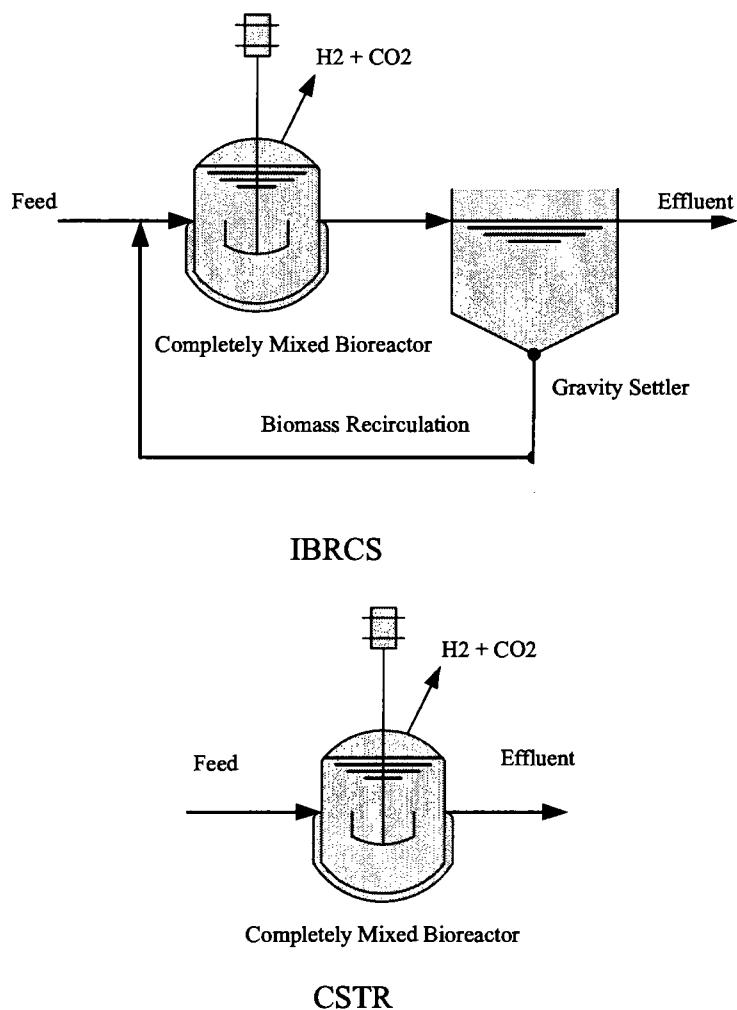 H2 + CO2
Feed
Effluent
Completely Mixed Bioreactor
Gravity Settler
Biomass Recirculation
IBRCS
H2 + CO2
Feed
Effluent
Completely Mixed Bioreactor
CSTR